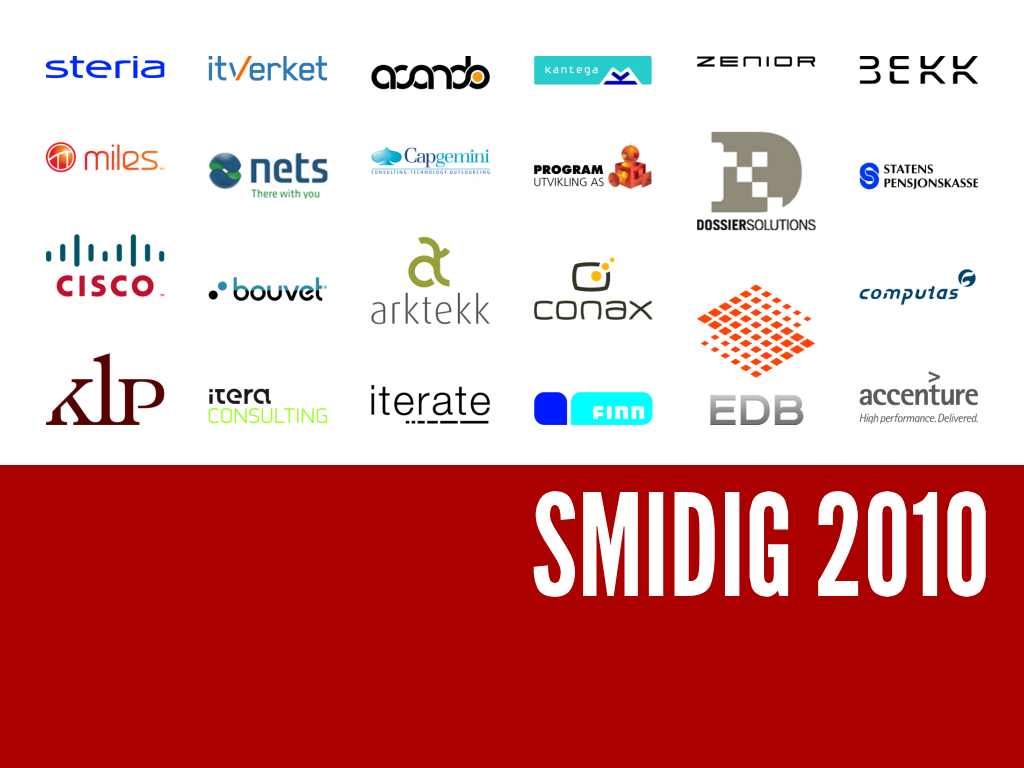 steria
itverket
acando
kantega
ZENIOR
BEKK
miles
nets
There with you
Capgemini
CONSULTING.TECHNOLOGY.OUTSOURCING
PROGRAM
UTVIKLING AS
DOSSIERSOLUTIONS
STATENS
PENSJONSKASSE
CISCO
bouvet
arktekk
conax
computas
KLP
itera
CONSULTING
iterate
FINN
EDB
accenture
High performance. Delivered.
SMIDIG 2010